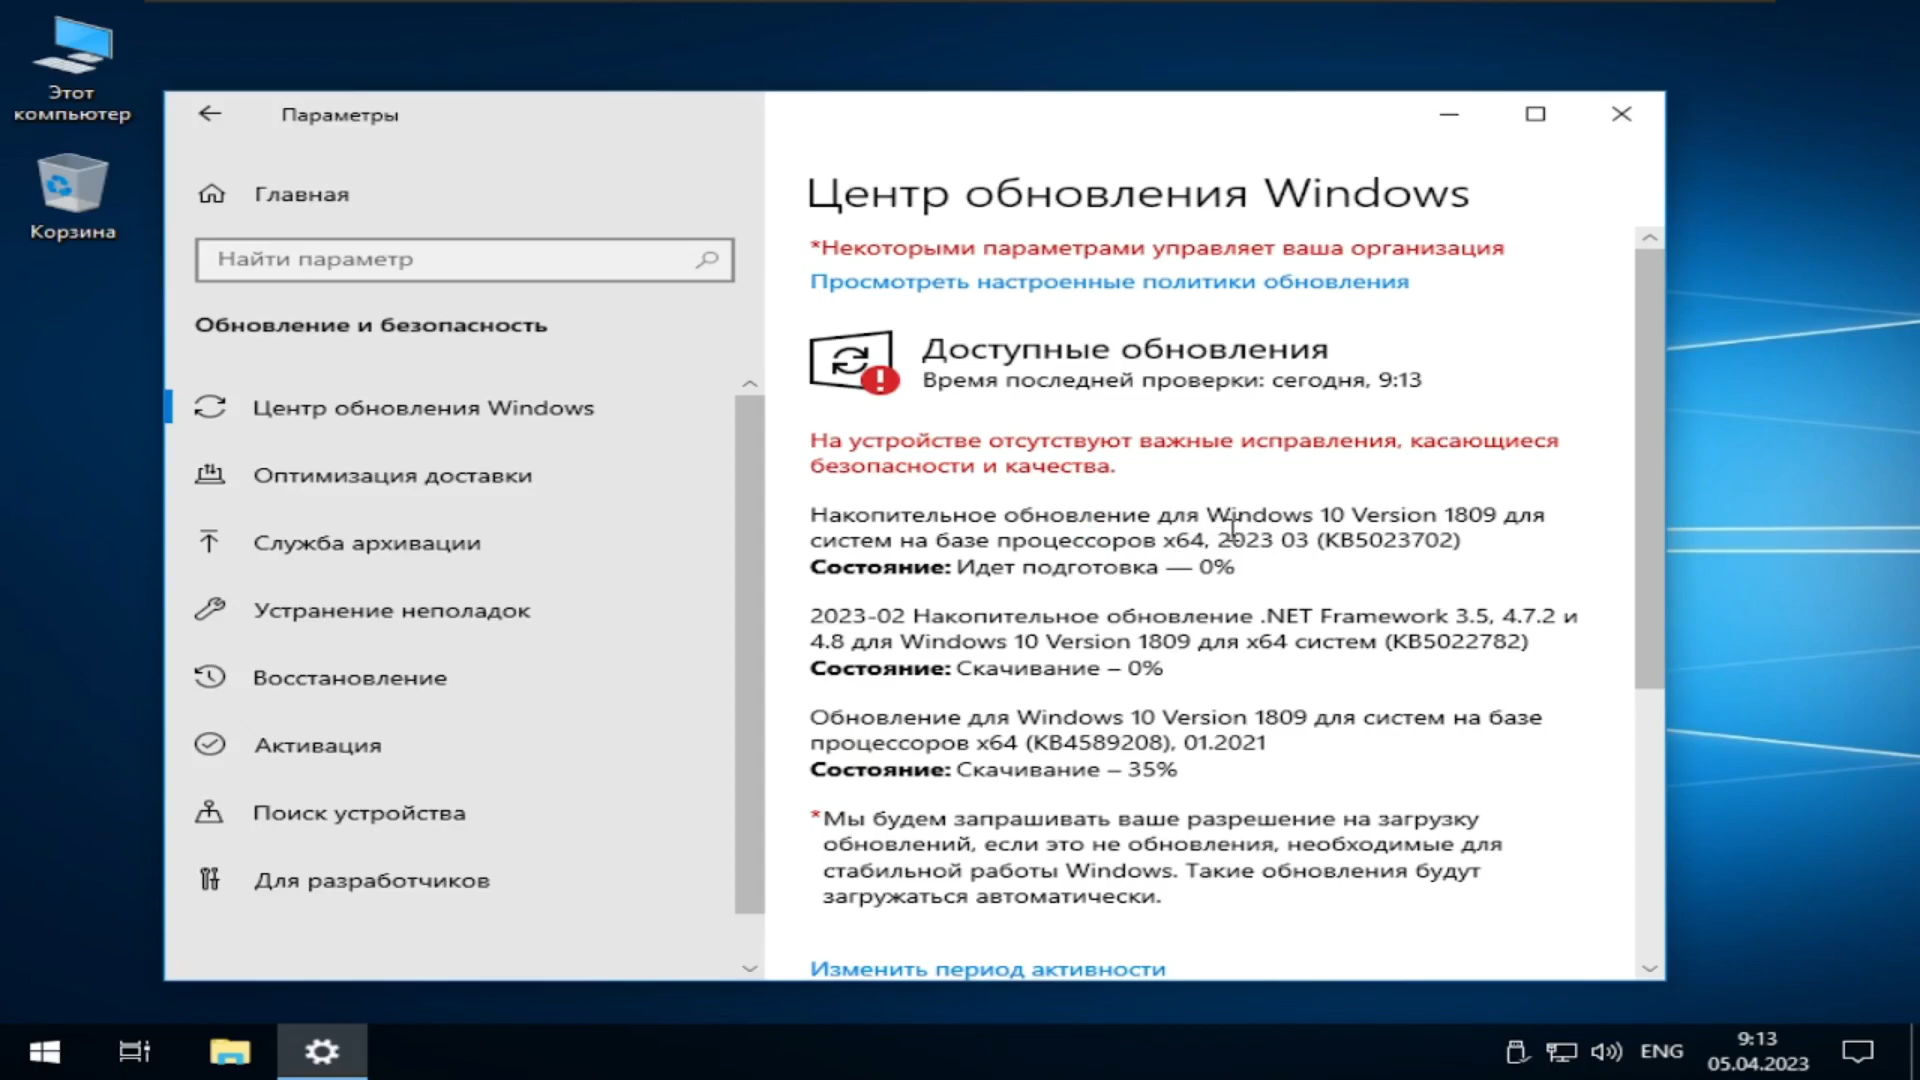 Этот
компьютер
Корзина
Параметры
Главная
Найти параметр
Обновление и безопасность
Центр обновления Windows
Оптимизация доставки
Служба архивации
Устранение неполадок
Восстановление
Активация
Поиск устройства
Для разработчиков
Центр обновления Windows
*Некоторыми параметрами управляет ваша организация
Просмотреть настроенные политики обновления
Доступные обновления
Время последней проверки: сегодня, 9:13
На устройстве отсутствуют важные исправления, касающиеся
безопасности и качества.
Накопительное обновление для Windows 10 Version 1809 для
систем на базе процессоров x64, 2023 03 (KB5023702)
Состояние: Идет подготовка — 0%
2023-02 Накопительное обновление .NET Framework 3.5, 4.7.2 и
4.8 для Windows 10 Version 1809 для x64 систем (KB5022782)
Состояние: Скачивание – 0%
Обновление для Windows 10 Version 1809 для систем на базе
процессоров x64 (KB4589208), 01.2021
Состояние: Скачивание – 35%
*Мы будем запрашивать ваше разрешение на загрузку
обновлений, если это не обновления, необходимые для
стабильной работы Windows. Такие обновления будут
загружаться автоматически.
Изменить период активности
ENG
9:13
05.04.2023